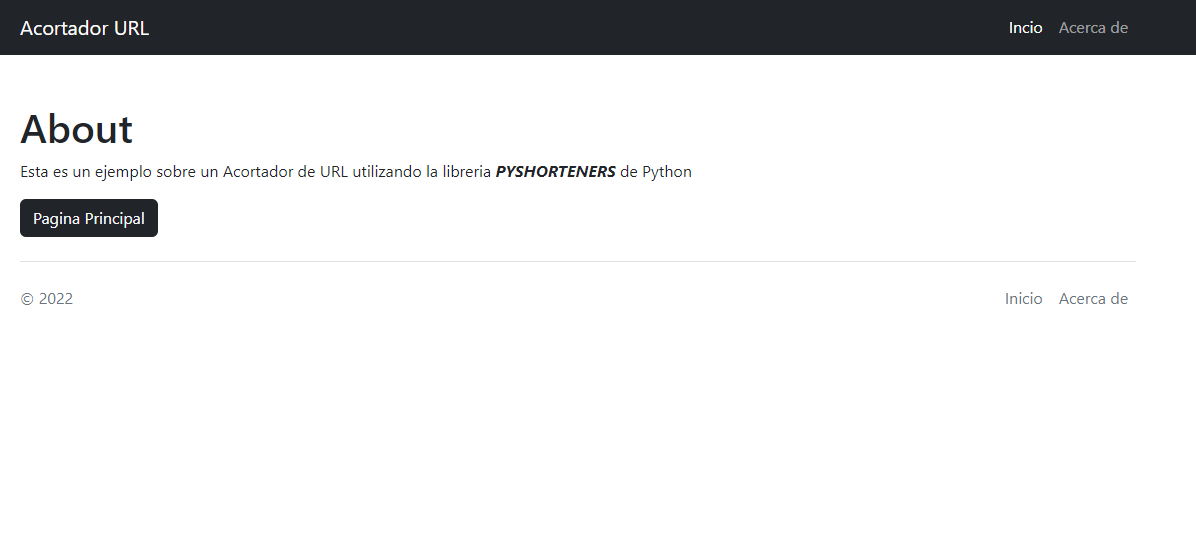 Acortador URL Incio Acerca de
About
Esta es un ejemplo sobre un Acortador de URL utilizando la libreria PYSHORTENERS de Python
Pagina Principal
© 2022 Inicio Acerca de